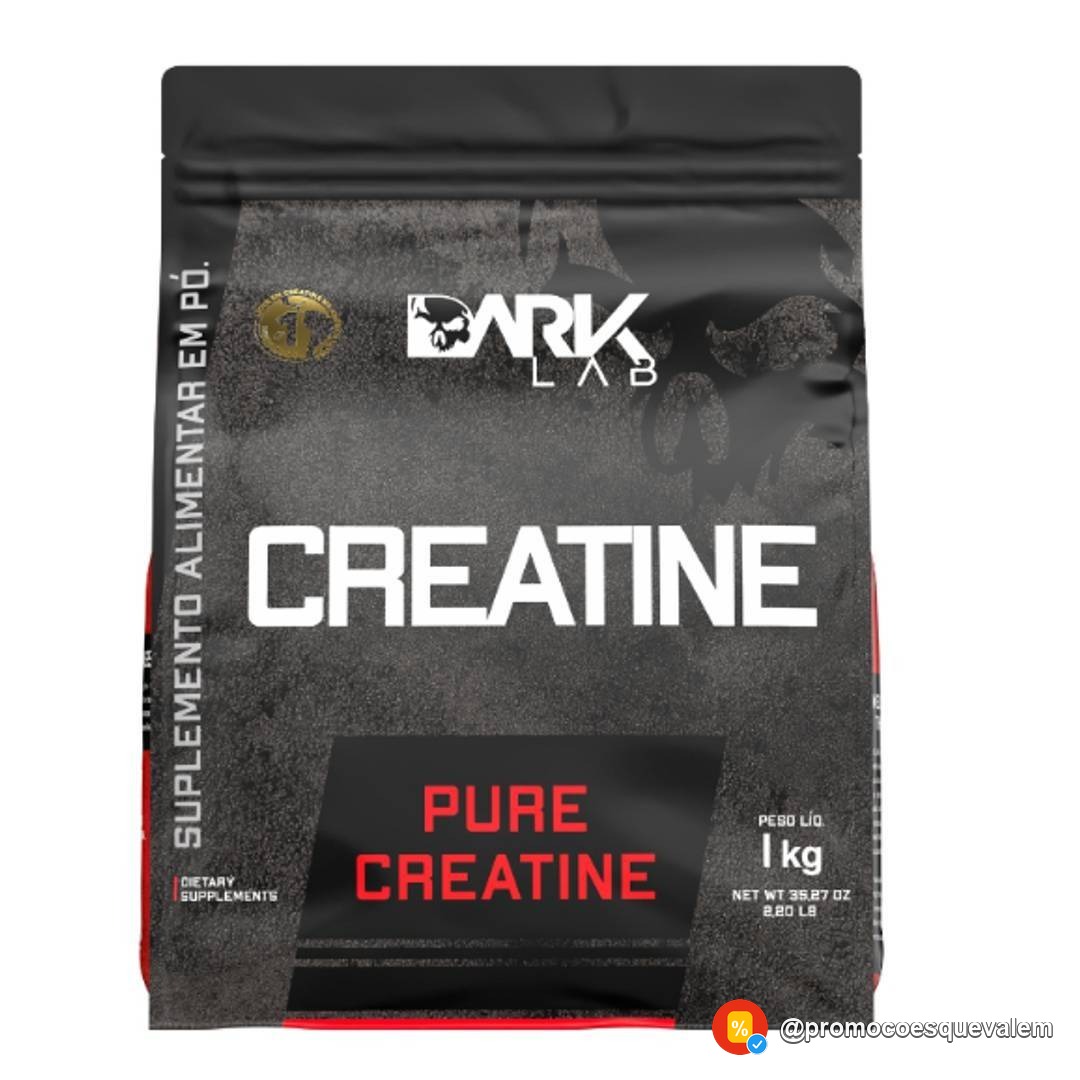 SUPLEMENTO ALIMENTAR EM PÓ.
DARK
LAB
CREATINE
PURE
CREATINE
PESO LÍQ.
1 kg
NET WT 35,27 OZ
2,20 LB
DIETARY
SUPPLEMENTS
%
@promocoesquevalem